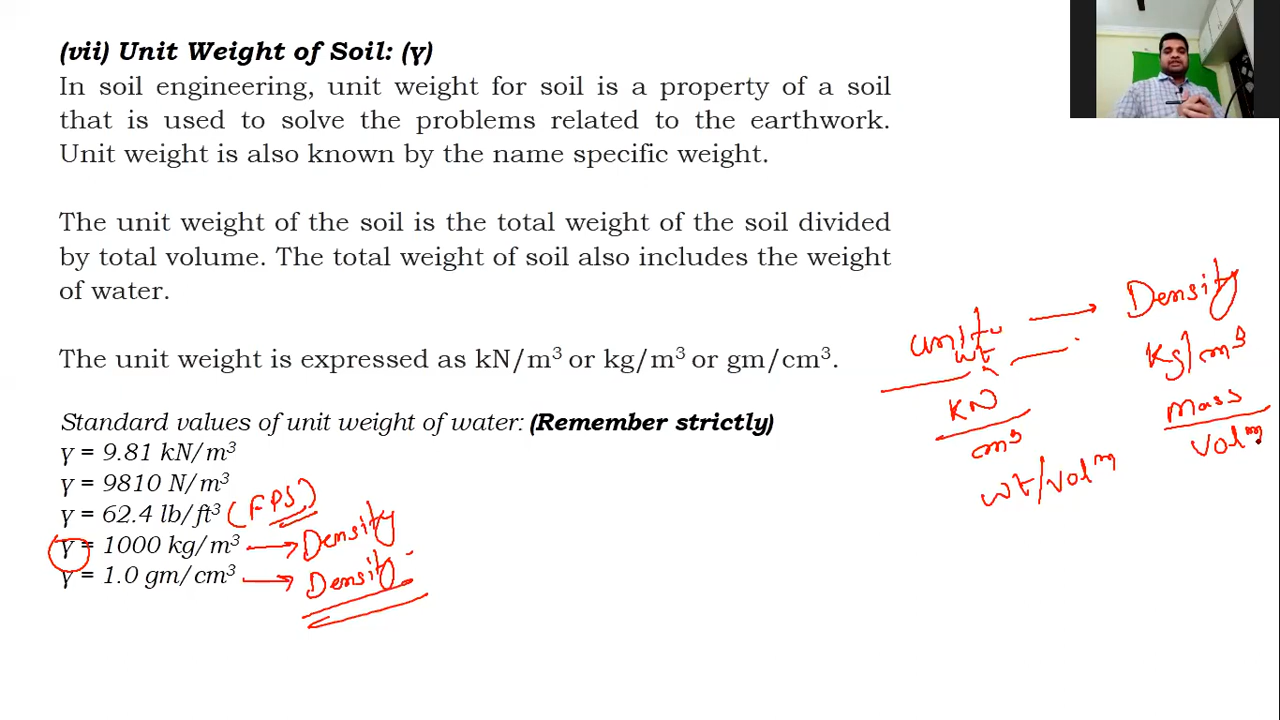 (vii) Unit Weight of Soil: (γ)
In soil engineering, unit weight for soil is a property of a soil
that is used to solve the problems related to the earthwork.
Unit weight is also known by the name specific weight.
The unit weight of the soil is the total weight of the soil divided
by total volume. The total weight of soil also includes the weight
of water.
The unit weight is expressed as kN/m³ or kg/m³ or gm/cm³.
Standard values of unit weight of water: (Remember strictly)
γ = 9.81 kN/m³
γ = 9810 N/m³
γ = 62.4 lb/ft³ (FPS)
γ = 1000 kg/m³ → Density
γ = 1.0 gm/cm³ → Density
unit
wt
→ Density
KN
cm³
wt/volm
Kg/m³
mass
Volm